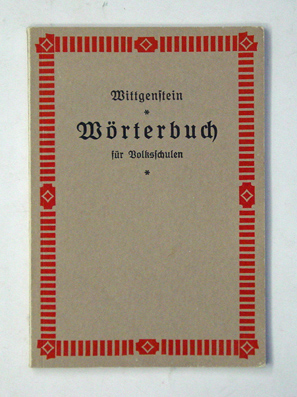 Wittgenſtein
*
Wörterbuch
für Volksſchulen
*